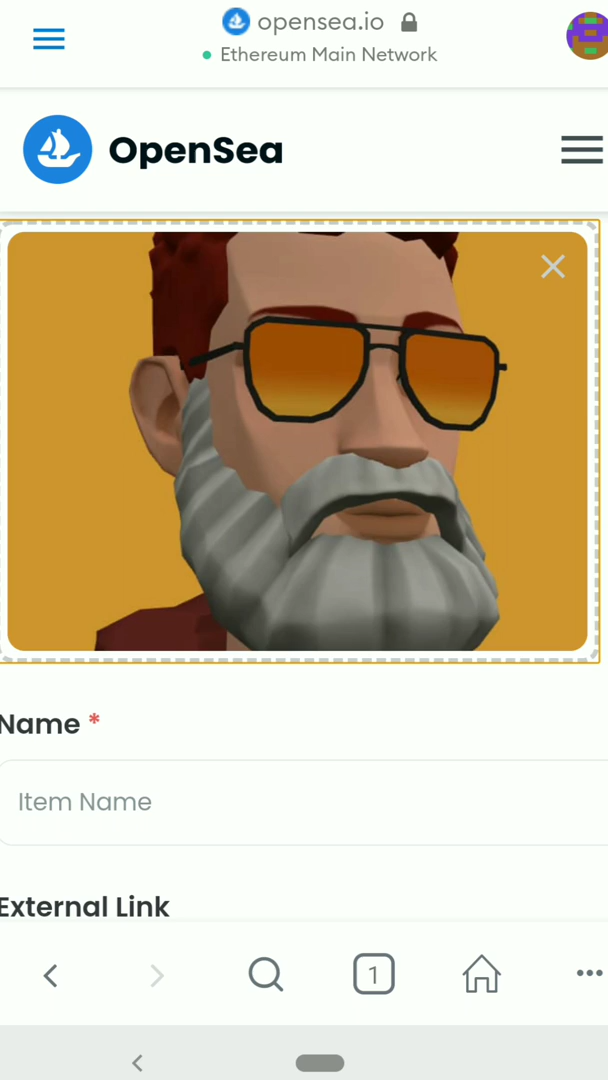 opensea.io
Ethereum Main Network
OpenSea
Name *
Item Name
External Link
1